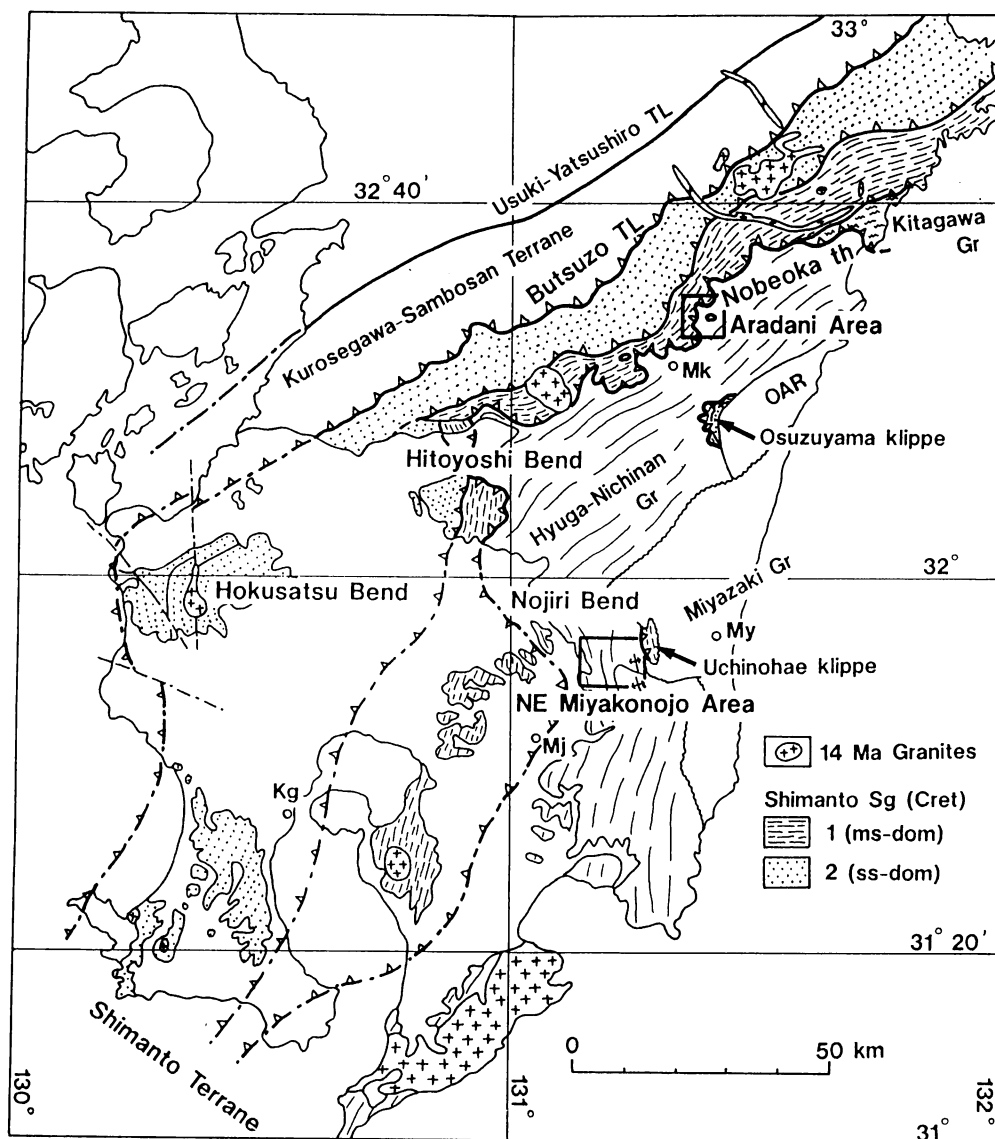 33°
Usuki-Yatsushiro TL
32°40′
Kurosegawa-Sambosan Terrane
Butsuzo TL
Kitagawa
Gr
Nobeoka th
Aradani Area
Mk
OAR
Osuzuyama klippe
Hitoyoshi Bend
Hyuga-Nichinan
Gr
32°
Hokusatsu Bend
Nojiri Bend
Miyazaki Gr
My
Uchinohae klippe
NE Miyakonojo Area
Mj
14 Ma Granites
Kg
Shimanto Sg (Cret)
1 (ms-dom)
2 (ss-dom)
31°20′
Shimanto Terrane
0
50 km
130°
131°
132°
31°